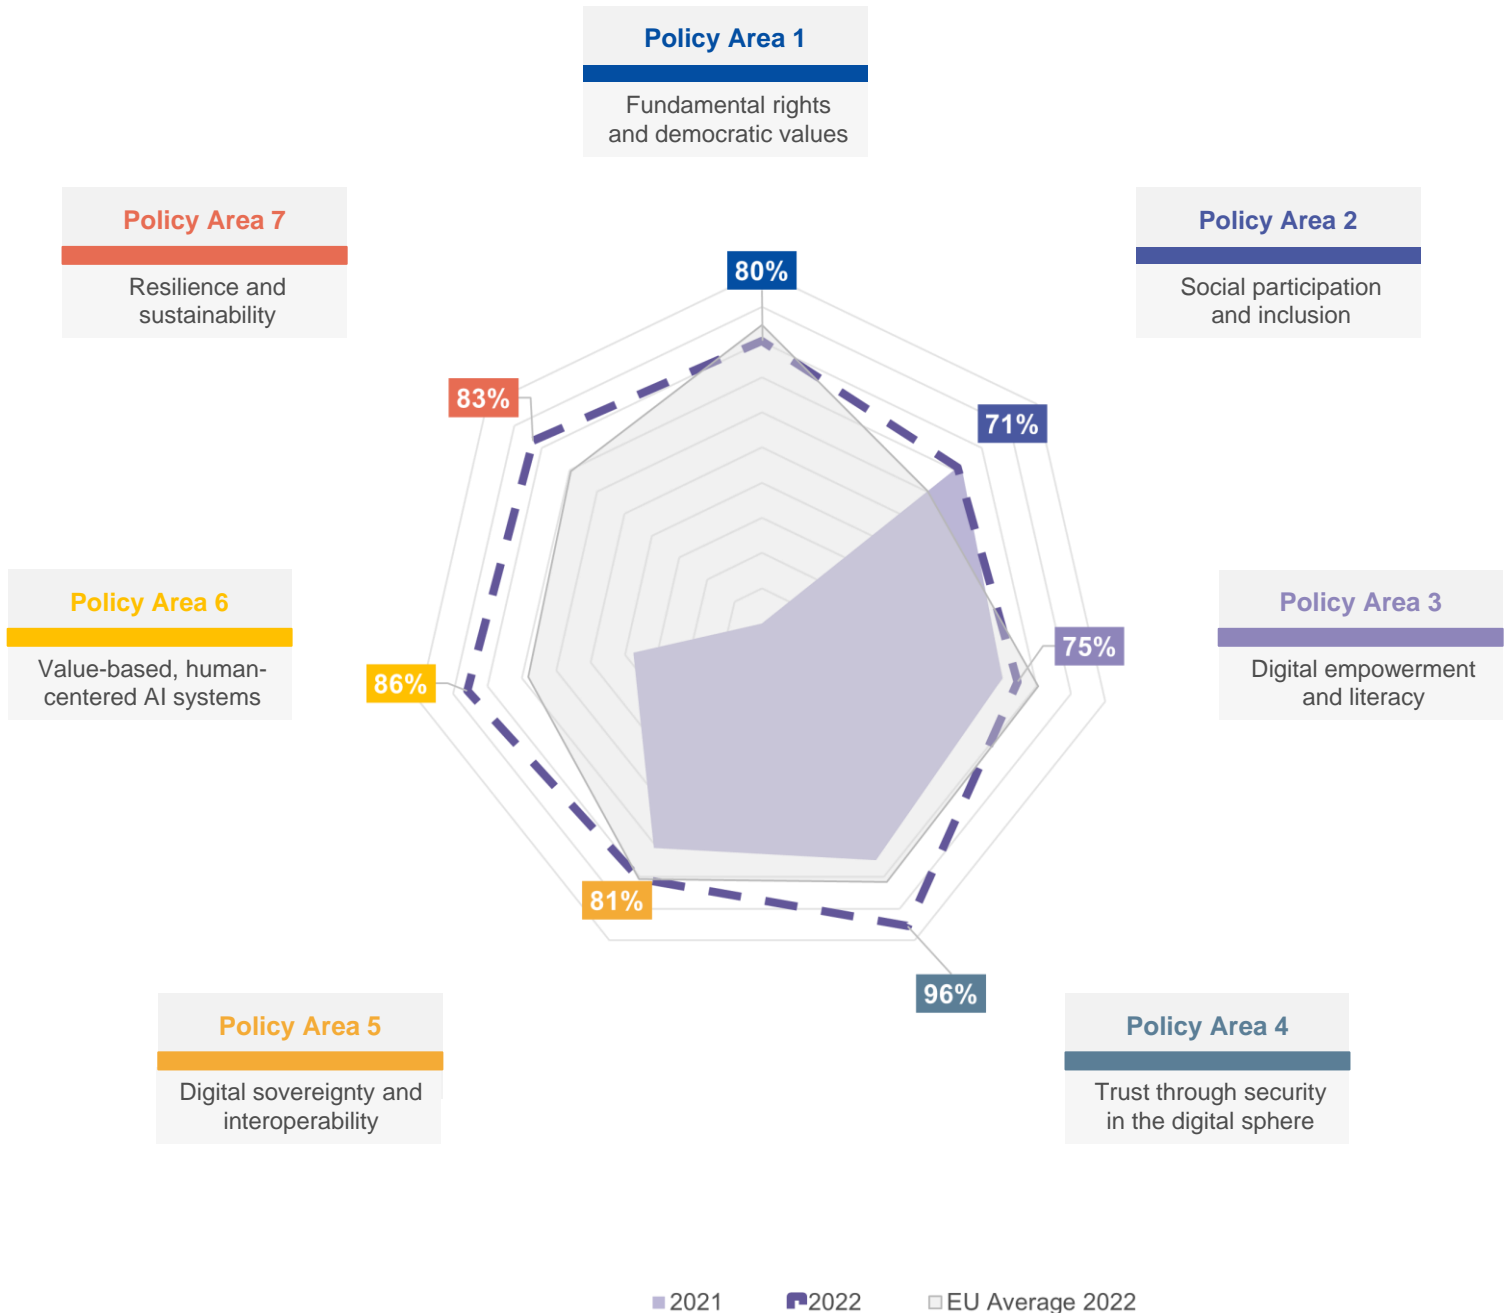 Policy Area 1
Fundamental rights
and democratic values
Policy Area 7
Resilience and
sustainability
Policy Area 2
Social participation
and inclusion
80%
83%
71%
Policy Area 6
Value-based, human-
centered AI systems
86%
75%
Policy Area 3
Digital empowerment
and literacy
81%
96%
Policy Area 5
Digital sovereignty and
interoperability
Policy Area 4
Trust through security
in the digital sphere
2021
2022
EU Average 2022